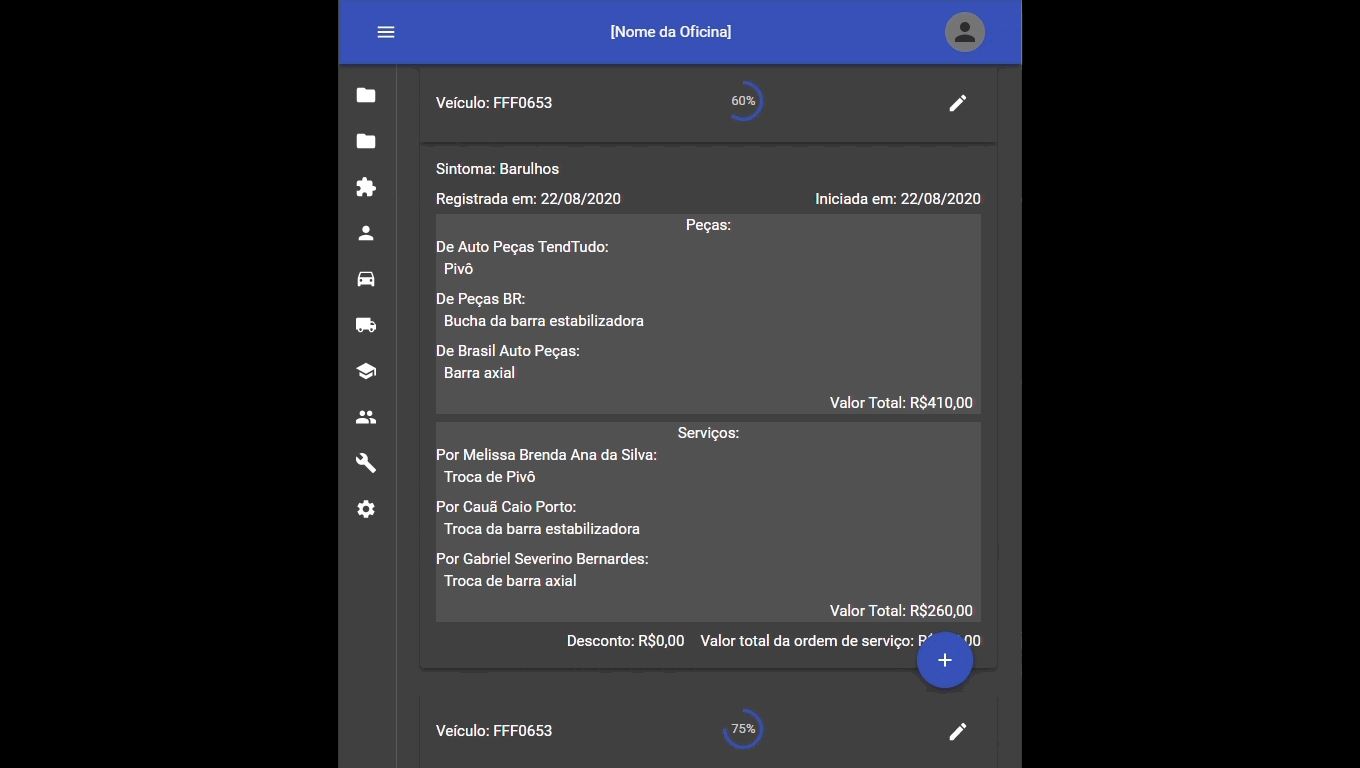 [Nome da Oficina]
Veículo: FFF0653 60%
Sintoma: Barulhos
Registrada em: 22/08/2020 Iniciada em: 22/08/2020
Peças:
De Auto Peças TendTudo:
Pivô
De Peças BR:
Bucha da barra estabilizadora
De Brasil Auto Peças:
Barra axial
Valor Total: R$410,00
Serviços:
Por Melissa Brenda Ana da Silva:
Troca de Pivô
Por Cauã Caio Porto:
Troca da barra estabilizadora
Por Gabriel Severino Bernardes:
Troca de barra axial
Valor Total: R$260,00
Desconto: R$0,00 Valor total da ordem de serviço:
Veículo: FFF0653 75%